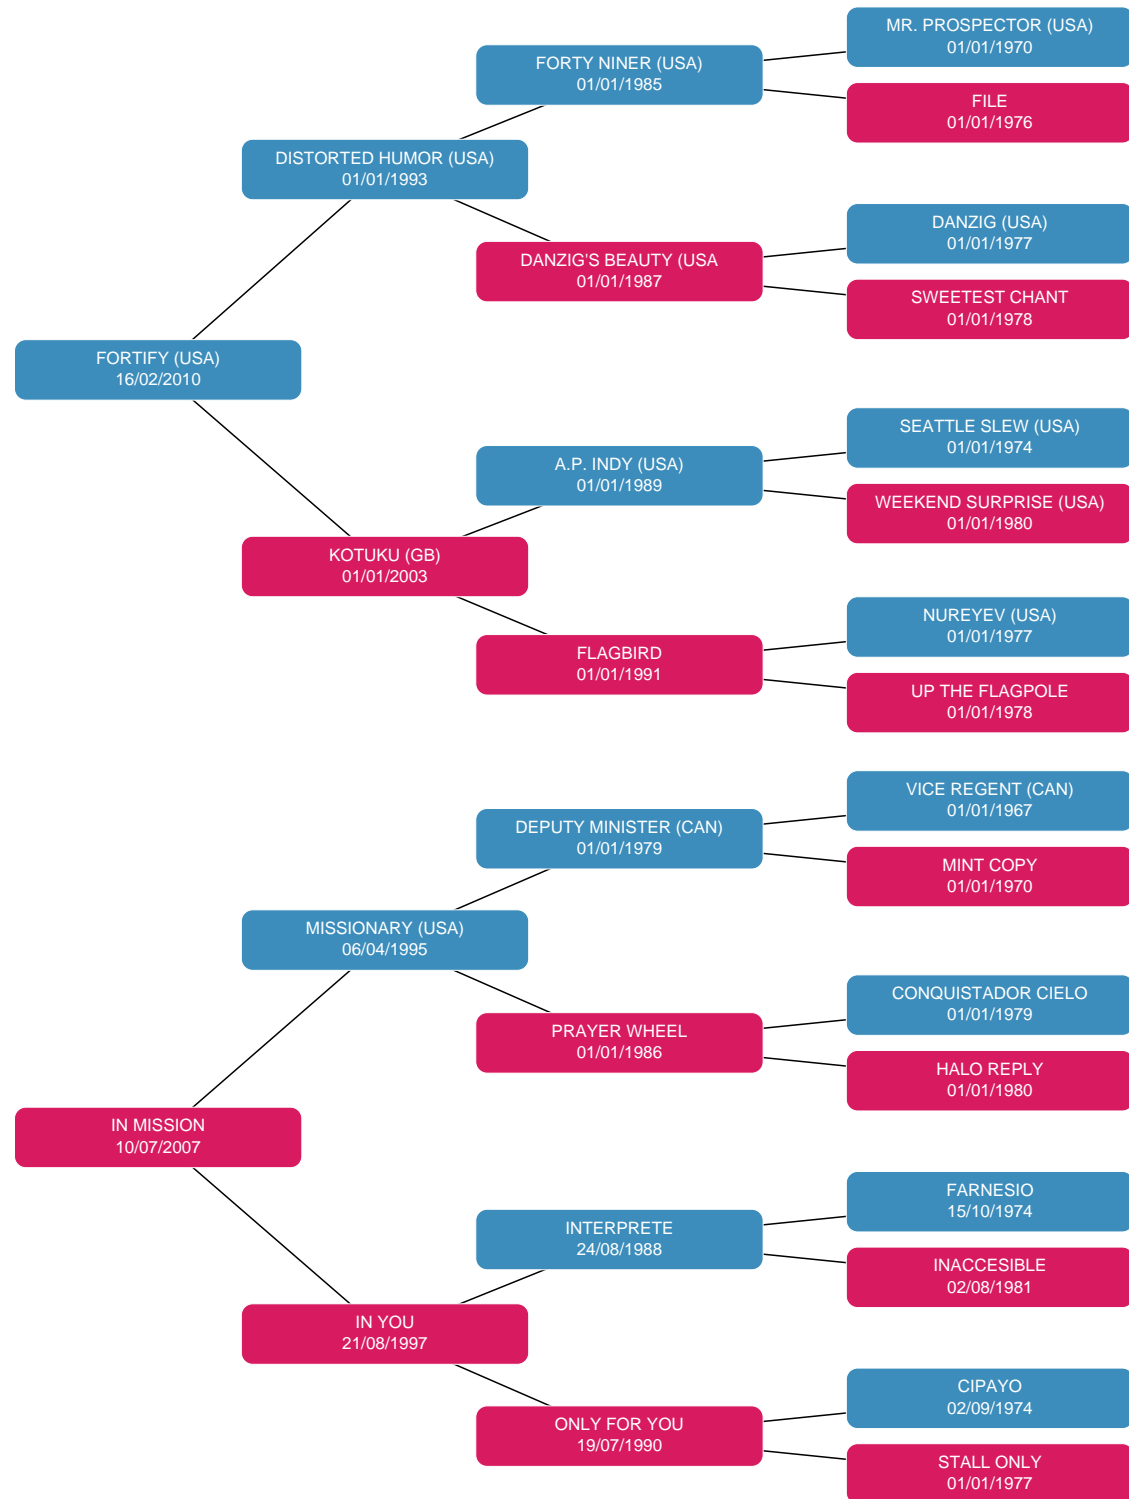 MR. PROSPECTOR (USA)
01/01/1970
FORTY NINER (USA)
01/01/1985
FILE
01/01/1976
DISTORTED HUMOR (USA)
01/01/1993
DANZIG (USA)
01/01/1977
DANZIG'S BEAUTY (USA
01/01/1987
SWEETEST CHANT
01/01/1978
FORTIFY (USA)
16/02/2010
SEATTLE SLEW (USA)
01/01/1974
A.P. INDY (USA)
01/01/1989
WEEKEND SURPRISE (USA)
01/01/1980
KOTUKU (GB)
01/01/2003
NUREYEV (USA)
01/01/1977
FLAGBIRD
01/01/1991
UP THE FLAGPOLE
01/01/1978
VICE REGENT (CAN)
01/01/1967
DEPUTY MINISTER (CAN)
01/01/1979
MINT COPY
01/01/1970
MISSIONARY (USA)
06/04/1995
CONQUISTADOR CIELO
01/01/1979
PRAYER WHEEL
01/01/1986
HALO REPLY
01/01/1980
IN MISSION
10/07/2007
FARNESIO
15/10/1974
INTERPRETE
24/08/1988
INACCESIBLE
02/08/1981
IN YOU
21/08/1997
CIPAYO
02/09/1974
ONLY FOR YOU
19/07/1990
STALL ONLY
01/01/1977